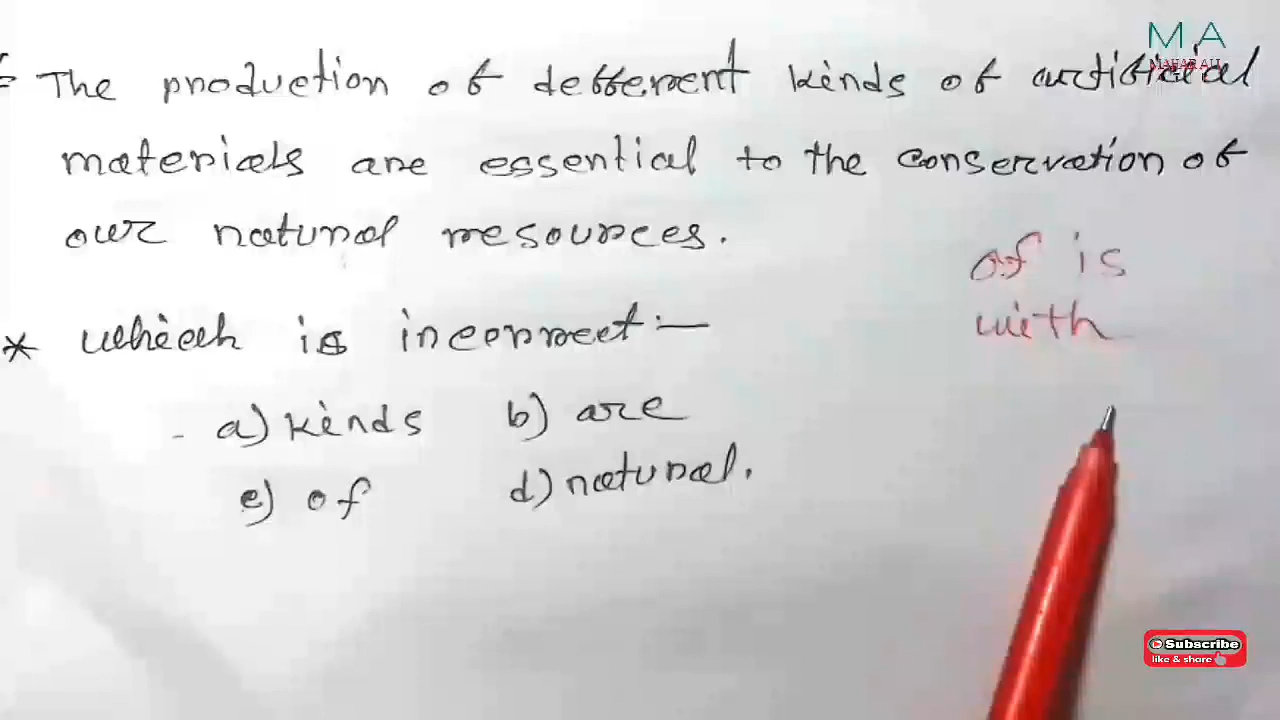 M A
The production of different kinds of artificial
materials are essential to the conservation of
our natural resources.
of is
with
* which is incorrect :—
a) kinds b) are
c) of d) natural.
Subscribe
like & share